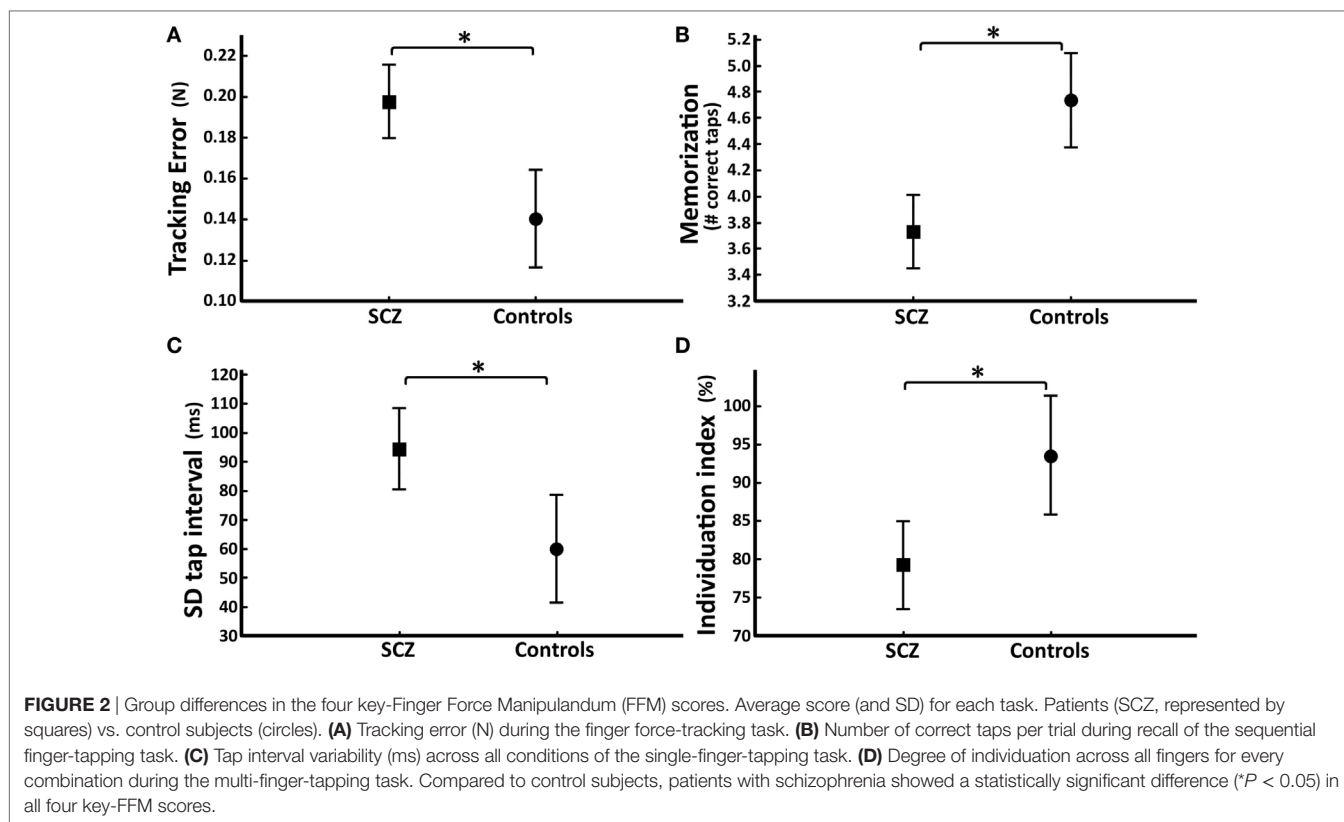 A
*
Tracking Error (N)
0.22
0.20
0.18
0.16
0.14
0.12
0.10
SCZ Controls
B
*
Memorization
(# correct taps)
5.2
5.0
4.8
4.6
4.4
4.2
4.0
3.8
3.6
3.4
3.2
SCZ Controls
C
*
SD tap interval (ms)
120
110
100
90
80
70
60
50
40
30
SCZ Controls
D
*
Individuation index (%)
100
95
90
85
80
75
70
SCZ Controls
FIGURE 2 | Group differences in the four key-Finger Force Manipulandum (FFM) scores. Average score (and SD) for each task. Patients (SCZ, represented by
squares) vs. control subjects (circles). (A) Tracking error (N) during the finger force-tracking task. (B) Number of correct taps per trial during recall of the sequential
finger-tapping task. (C) Tap interval variability (ms) across all conditions of the single-finger-tapping task. (D) Degree of individuation across all fingers for every
combination during the multi-finger-tapping task. Compared to control subjects, patients with schizophrenia showed a statistically significant difference (*P < 0.05) in
all four key-FFM scores.